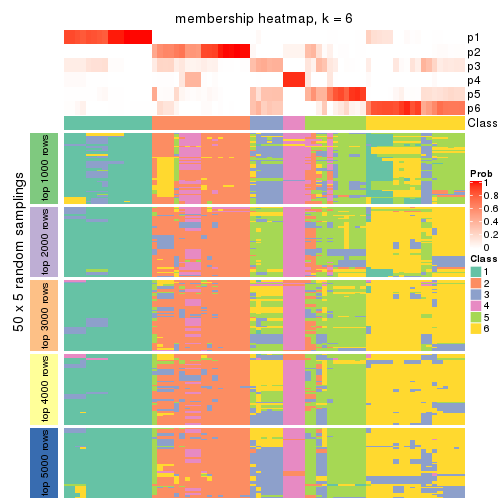 membership heatmap, k = 6
p1
p2
p3
p4
p5
p6
Class
50 x 5 random samplings
top 1000 rows
top 2000 rows
top 3000 rows
top 4000 rows
top 5000 rows
Prob
1
0.8
0.6
0.4
0.2
0
Class
1
2
3
4
5
6